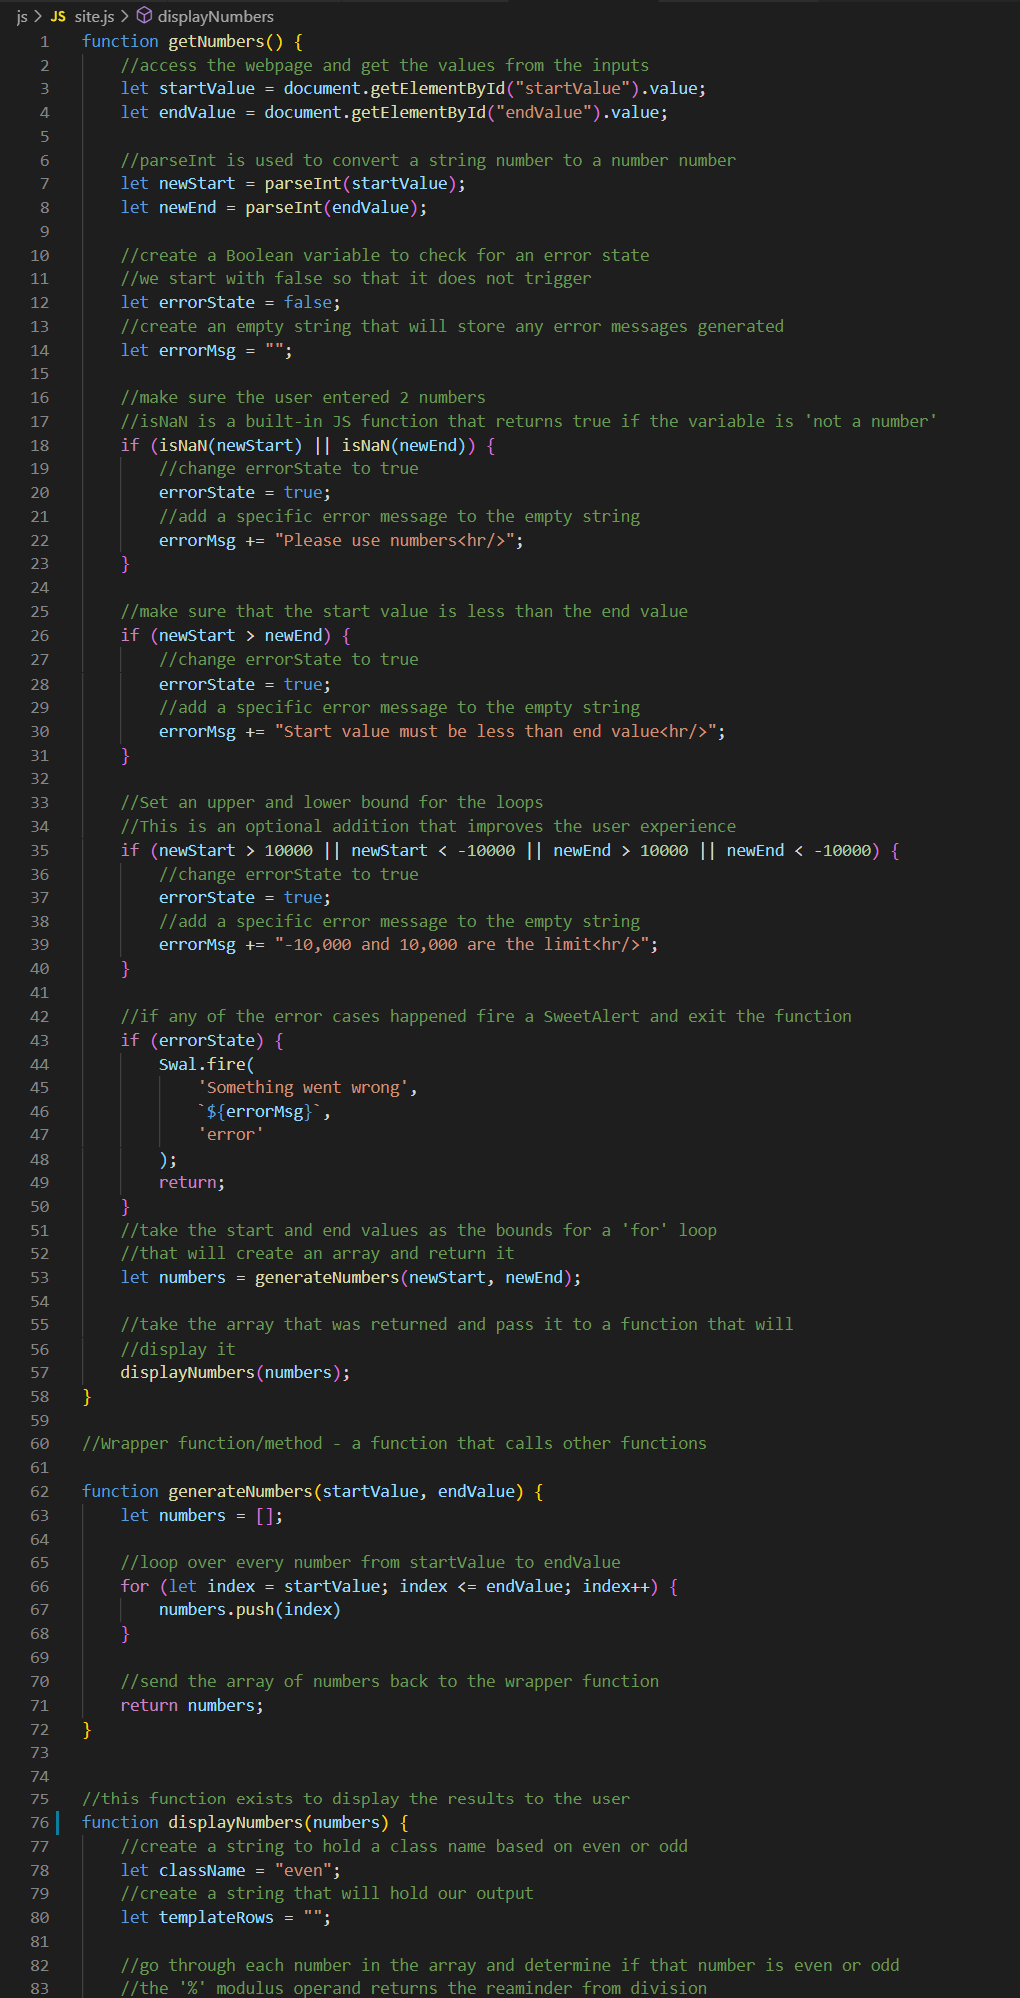 js > JS site.js > displayNumbers
1 function getNumbers() {
2 //access the webpage and get the values from the inputs
3 let startValue = document.getElementById("startValue").value;
4 let endValue = document.getElementById("endValue").value;
5
6 //parseInt is used to convert a string number to a number number
7 let newStart = parseInt(startValue);
8 let newEnd = parseInt(endValue);
9
10 //create a Boolean variable to check for an error state
11 //we start with false so that it does not trigger
12 let errorState = false;
13 //create an empty string that will store any error messages generated
14 let errorMsg = "";
15
16 //make sure the user entered 2 numbers
17 //isNaN is a built-in JS function that returns true if the variable is 'not a number'
18 if (isNaN(newStart) || isNaN(newEnd)) {
19 //change errorState to true
20 errorState = true;
21 //add a specific error message to the empty string
22 errorMsg += "Please use numbers<hr/>";
23 }
24
25 //make sure that the start value is less than the end value
26 if (newStart > newEnd) {
27 //change errorState to true
28 errorState = true;
29 //add a specific error message to the empty string
30 errorMsg += "Start value must be less than end value<hr/>";
31 }
32
33 //Set an upper and lower bound for the loops
34 //This is an optional addition that improves the user experience
35 if (newStart > 10000 || newStart < -10000 || newEnd > 10000 || newEnd < -10000) {
36 //change errorState to true
37 errorState = true;
38 //add a specific error message to the empty string
39 errorMsg += "-10,000 and 10,000 are the limit<hr/>";
40 }
41
42 //if any of the error cases happened fire a SweetAlert and exit the function
43 if (errorState) {
44 Swal.fire(
45 'Something went wrong',
46 `${errorMsg}`,
47 'error'
48 );
49 return;
50 }
51 //take the start and end values as the bounds for a 'for' loop
52 //that will create an array and return it
53 let numbers = generateNumbers(newStart, newEnd);
54
55 //take the array that was returned and pass it to a function that will
56 //display it
57 displayNumbers(numbers);
58 }
59
60 //Wrapper function/method - a function that calls other functions
61
62 function generateNumbers(startValue, endValue) {
63 let numbers = [];
64
65 //loop over every number from startValue to endValue
66 for (let index = startValue; index <= endValue; index++) {
67 numbers.push(index)
68 }
69
70 //send the array of numbers back to the wrapper function
71 return numbers;
72 }
73
74
75 //this function exists to display the results to the user
76 function displayNumbers(numbers) {
77 //create a string to hold a class name based on even or odd
78 let className = "even";
79 //create a string that will hold our output
80 let templateRows = "";
81
82 //go through each number in the array and determine if that number is even or odd
83 //the '%' modulus operand returns the reaminder from division